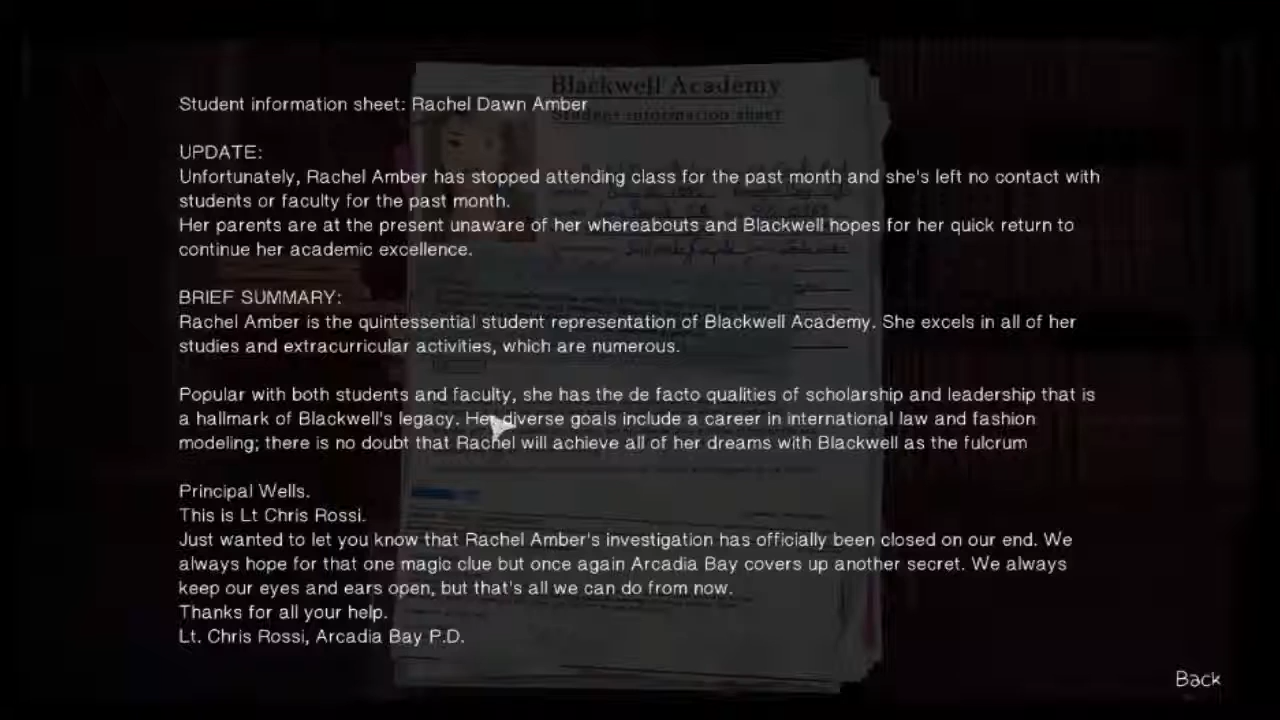 Blackwell Academy
Student information sheet
Student information sheet: Rachel Dawn Amber
UPDATE:
Unfortunately, Rachel Amber has stopped attending class for the past month and she's left no contact with
students or faculty for the past month.
Her parents are at the present unaware of her whereabouts and Blackwell hopes for her quick return to
continue her academic excellence.
BRIEF SUMMARY:
Rachel Amber is the quintessential student representation of Blackwell Academy. She excels in all of her
studies and extracurricular activities, which are numerous.
Popular with both students and faculty, she has the de facto qualities of scholarship and leadership that is
a hallmark of Blackwell's legacy. Her diverse goals include a career in international law and fashion
modeling; there is no doubt that Rachel will achieve all of her dreams with Blackwell as the fulcrum
Principal Wells.
This is Lt Chris Rossi.
Just wanted to let you know that Rachel Amber's investigation has officially been closed on our end. We
always hope for that one magic clue but once again Arcadia Bay covers up another secret. We always
keep our eyes and ears open, but that's all we can do from now.
Thanks for all your help.
Lt. Chris Rossi, Arcadia Bay P.D.
Back